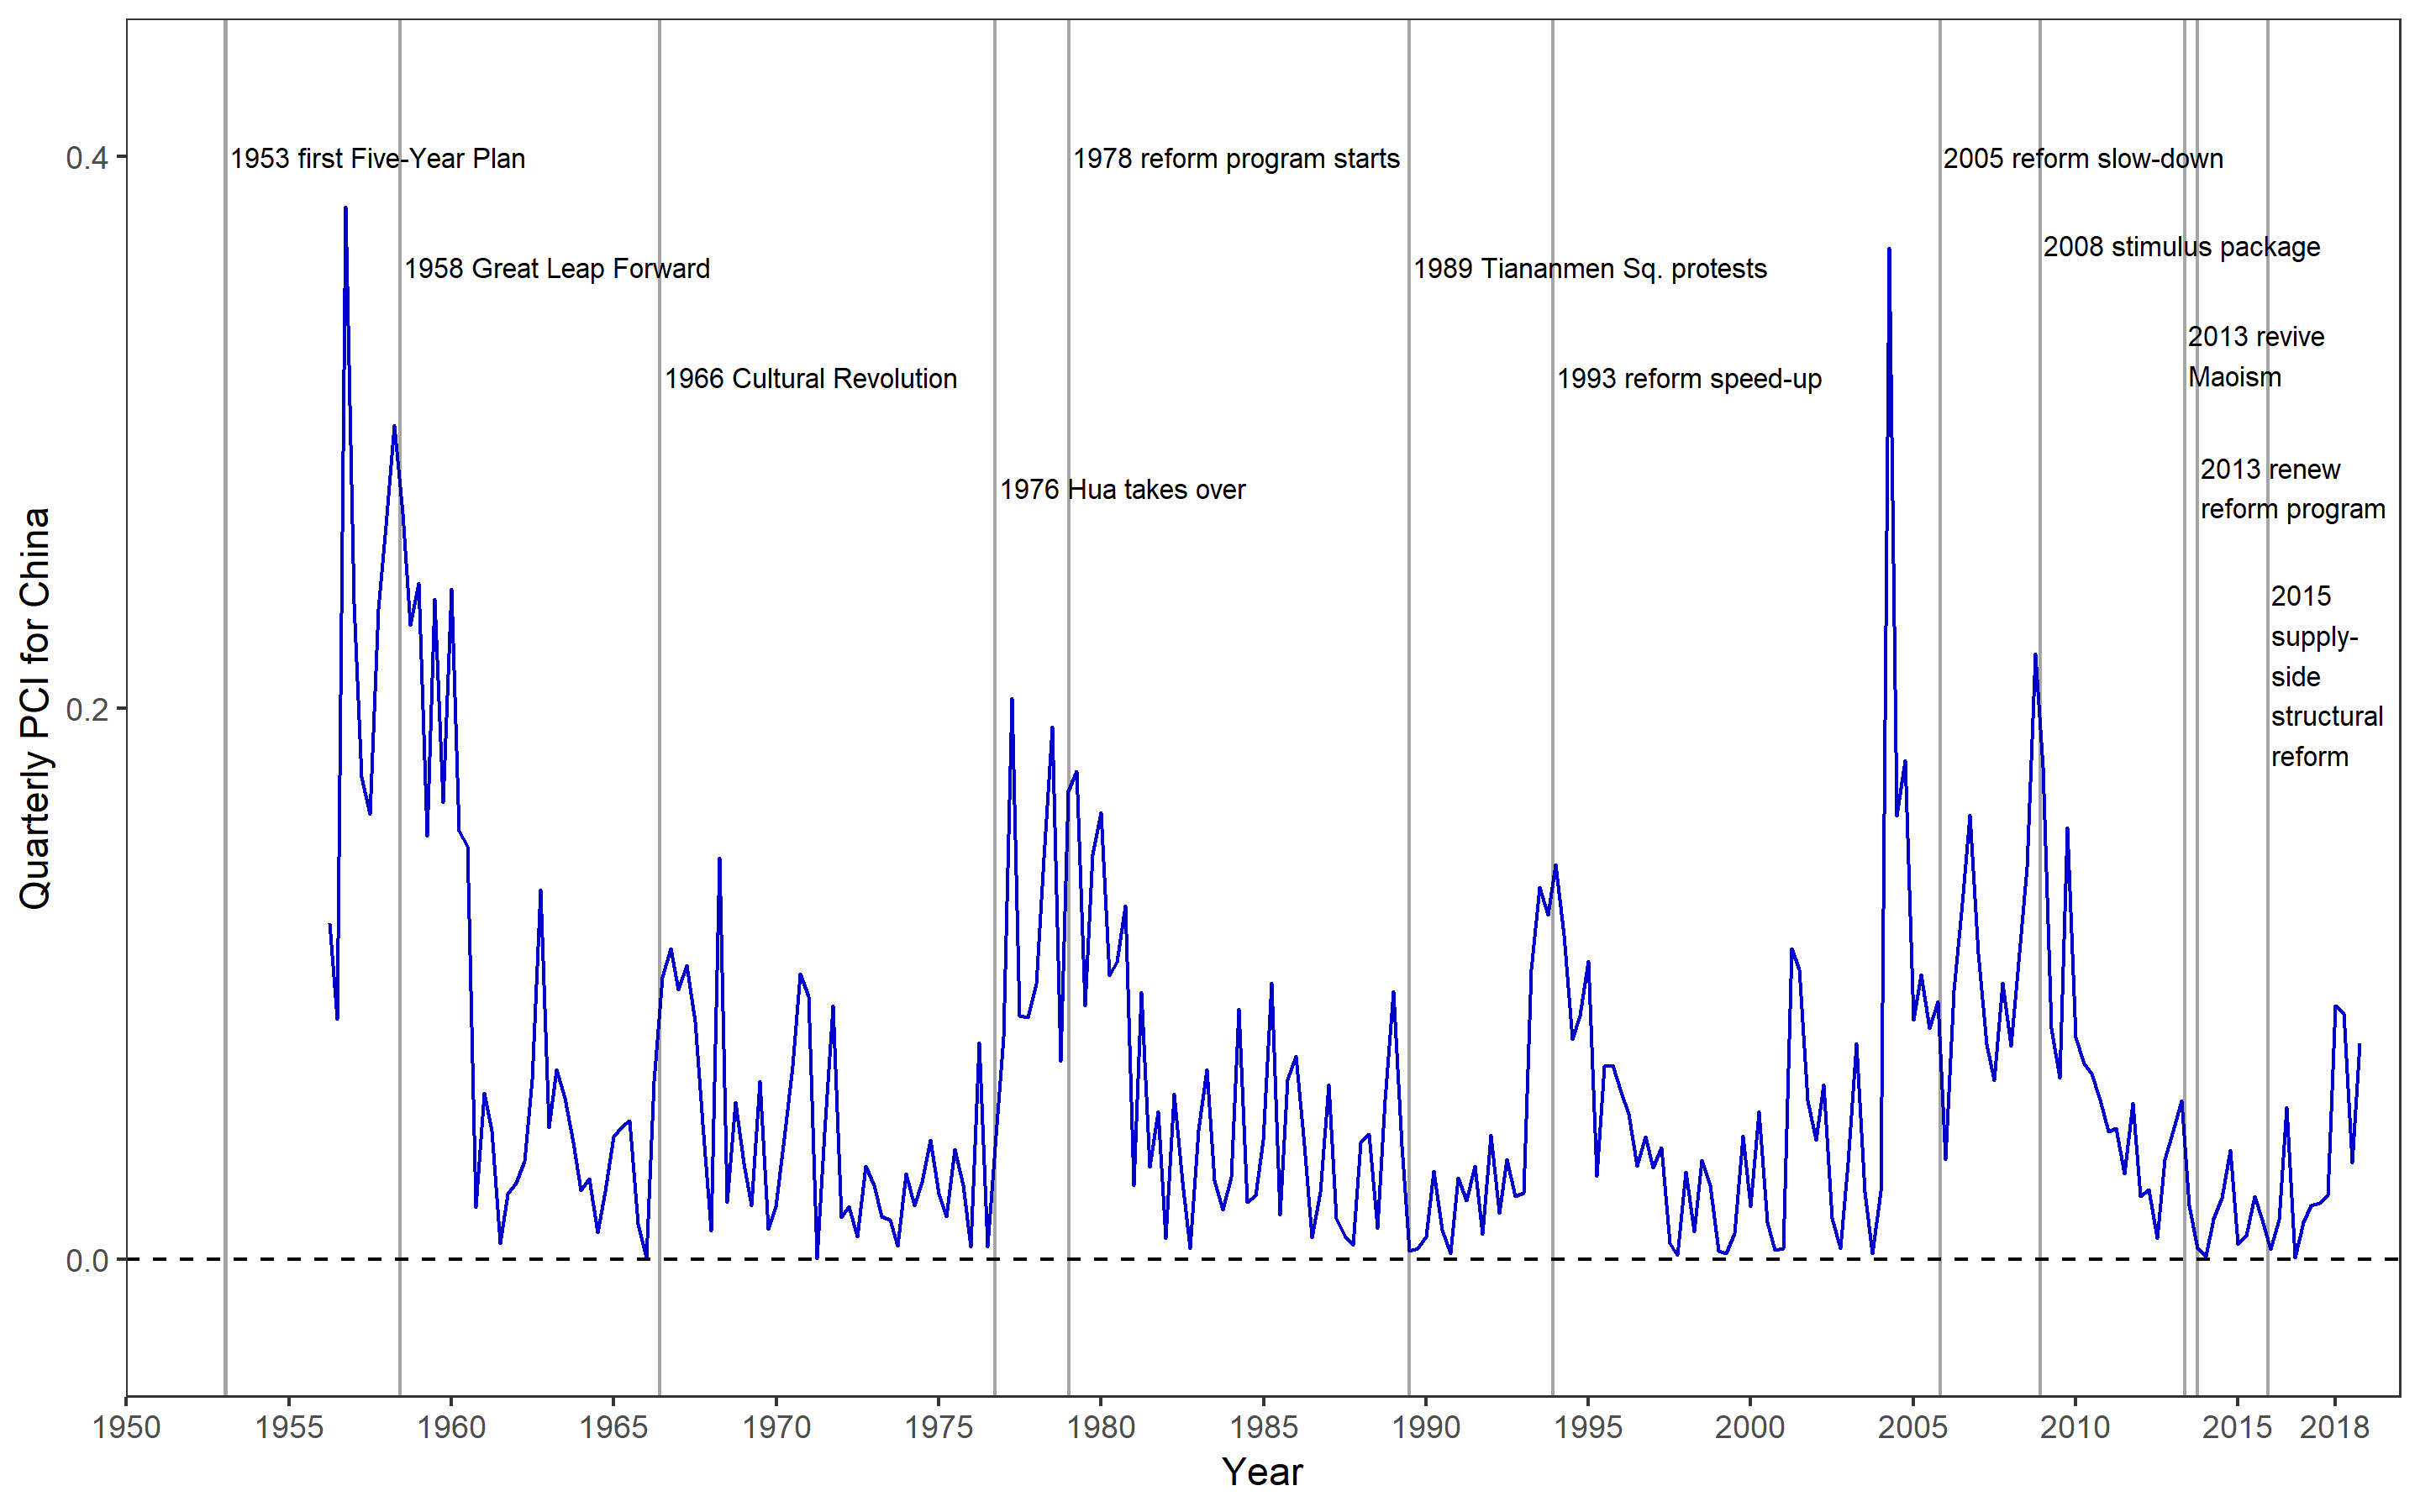 0.4
0.2
0.0
Quarterly PCI for China
1953 first Five-Year Plan
1958 Great Leap Forward
1966 Cultural Revolution
1976 Hua takes over
1978 reform program starts
1989 Tiananmen Sq. protests
1993 reform speed-up
2005 reform slow-down
2008 stimulus package
2013 revive
Maoism
2013 renew
reform program
2015
supply-
side
structural
reform
1950 1955 1960 1965 1970 1975 1980 1985 1990 1995 2000 2005 2010 2015 2018
Year